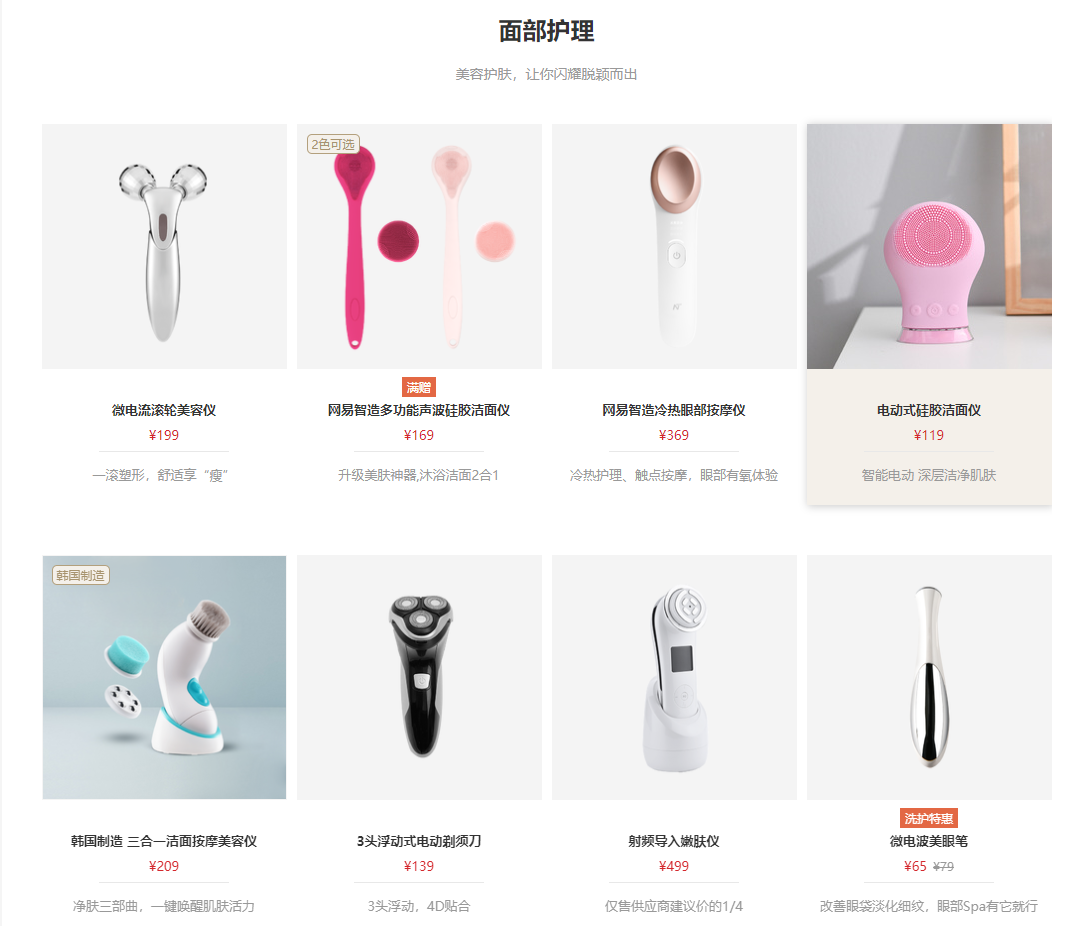 面部护理
美容护肤，让你闪耀脱颖而出
2色可选
满赠
微电流滚轮美容仪
¥199
一滚塑形，舒适享“瘦”
网易智造多功能声波硅胶洁面仪
¥169
升级美肤神器,沐浴洁面2合1
网易智造冷热眼部按摩仪
¥369
冷热护理、触点按摩，眼部有氧体验
电动式硅胶洁面仪
¥119
智能电动 深层洁净肌肤
韩国制造
韩国制造 三合一洁面按摩美容仪
¥209
净肤三部曲，一键唤醒肌肤活力
3头浮动式电动剃须刀
¥139
3头浮动，4D贴合
射频导入嫩肤仪
¥499
仅售供应商建议价的1/4
洗护特惠
微电波美眼笔
¥65 ¥79
改善眼袋淡化细纹，眼部Spa有它就行